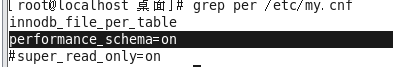 [root@localhost 桌面]# grep per /etc/my.cnf
innodb_file_per_table
performance_schema=on
#super_read_only=on